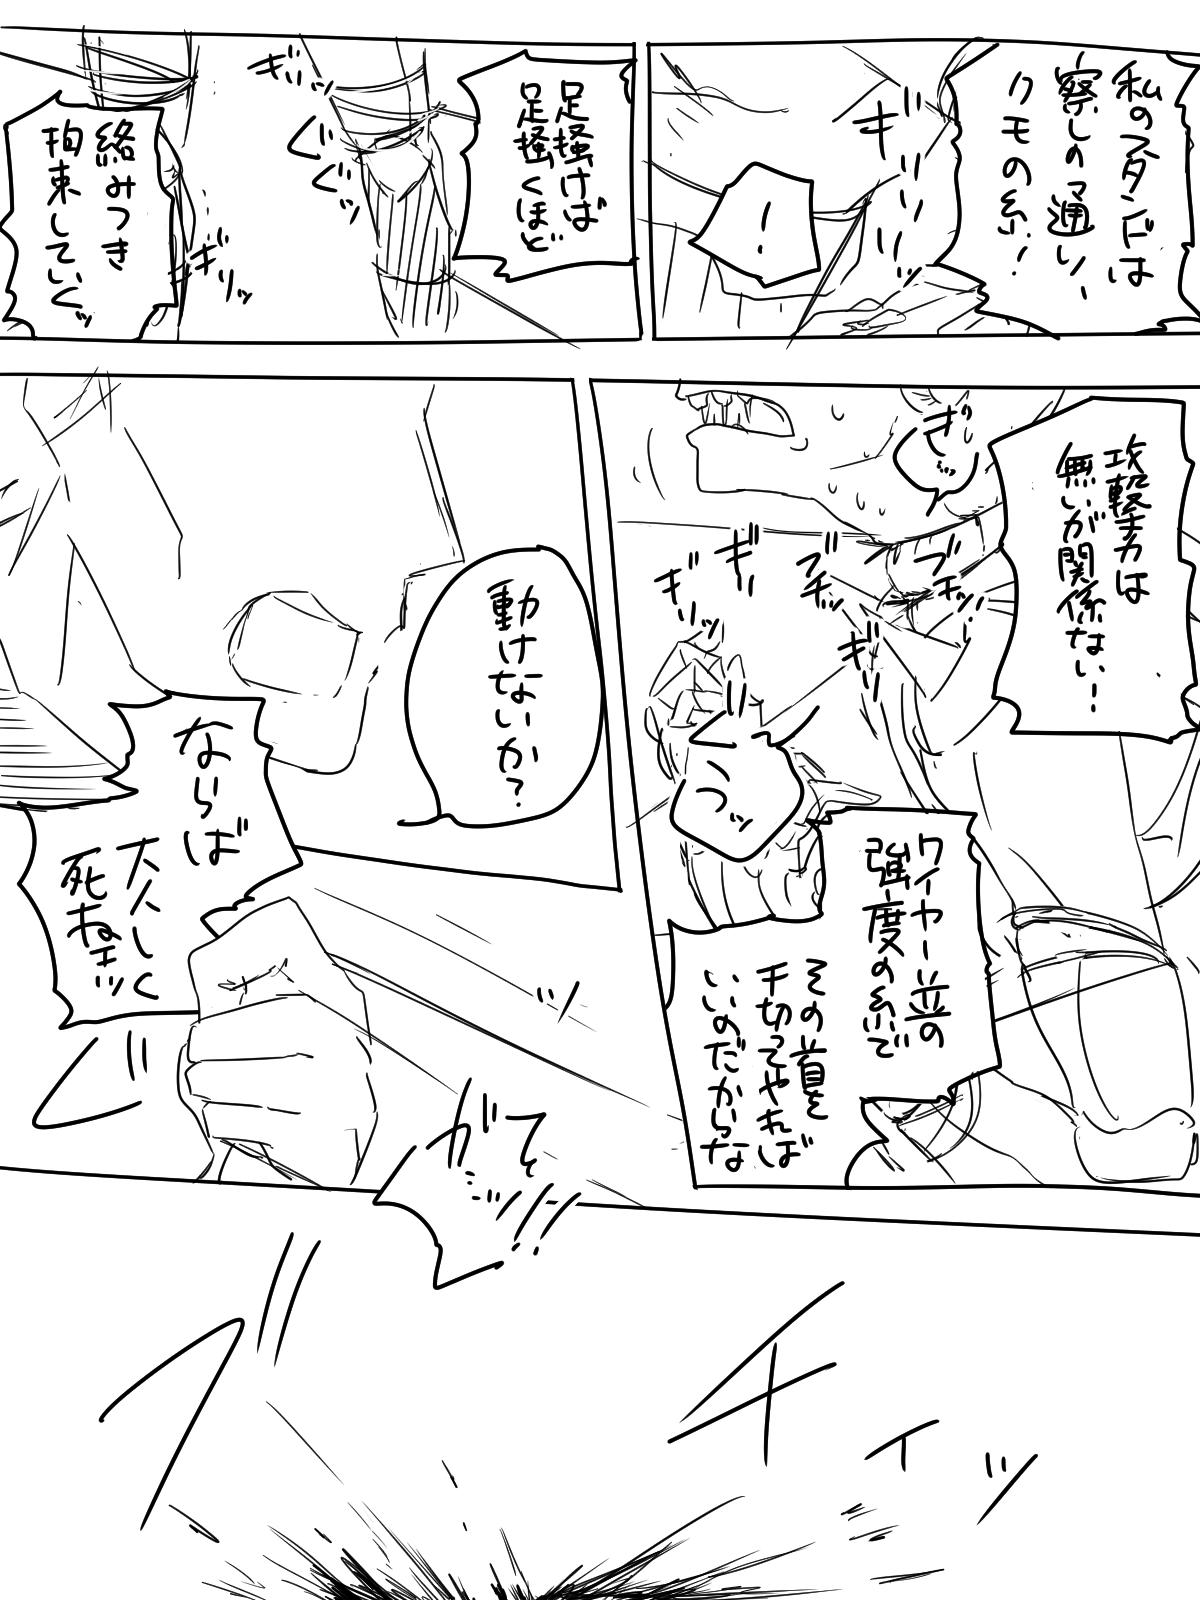 私のスタンドは
察しの通り、
クモの糸！
ギリリリッ
！
足掻けば
足掻くほど
ギリッ
ぐぐッ
絡みつき
拘束していくッ
ギリッ
攻撃力は
無いが関係ない！
ぎ
ブチッ
ブチッ
ギリッ
ギリッ
ぐ
うッ
ワイヤー並の
強度の糸で
その首を
千切ってやれば
いいのだからな
動けないか？
ならば
大人しく
死ねェッ
グ
ブチィッ